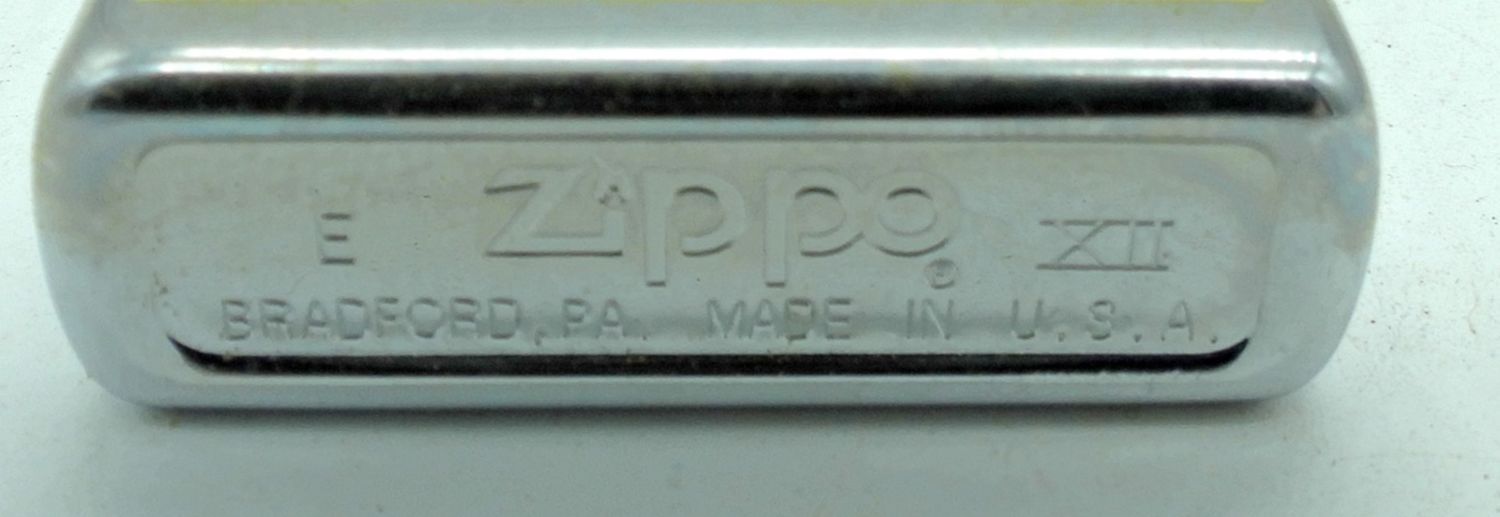 E Zippo® XII
BRADFORD, PA. MADE IN U.S.A.